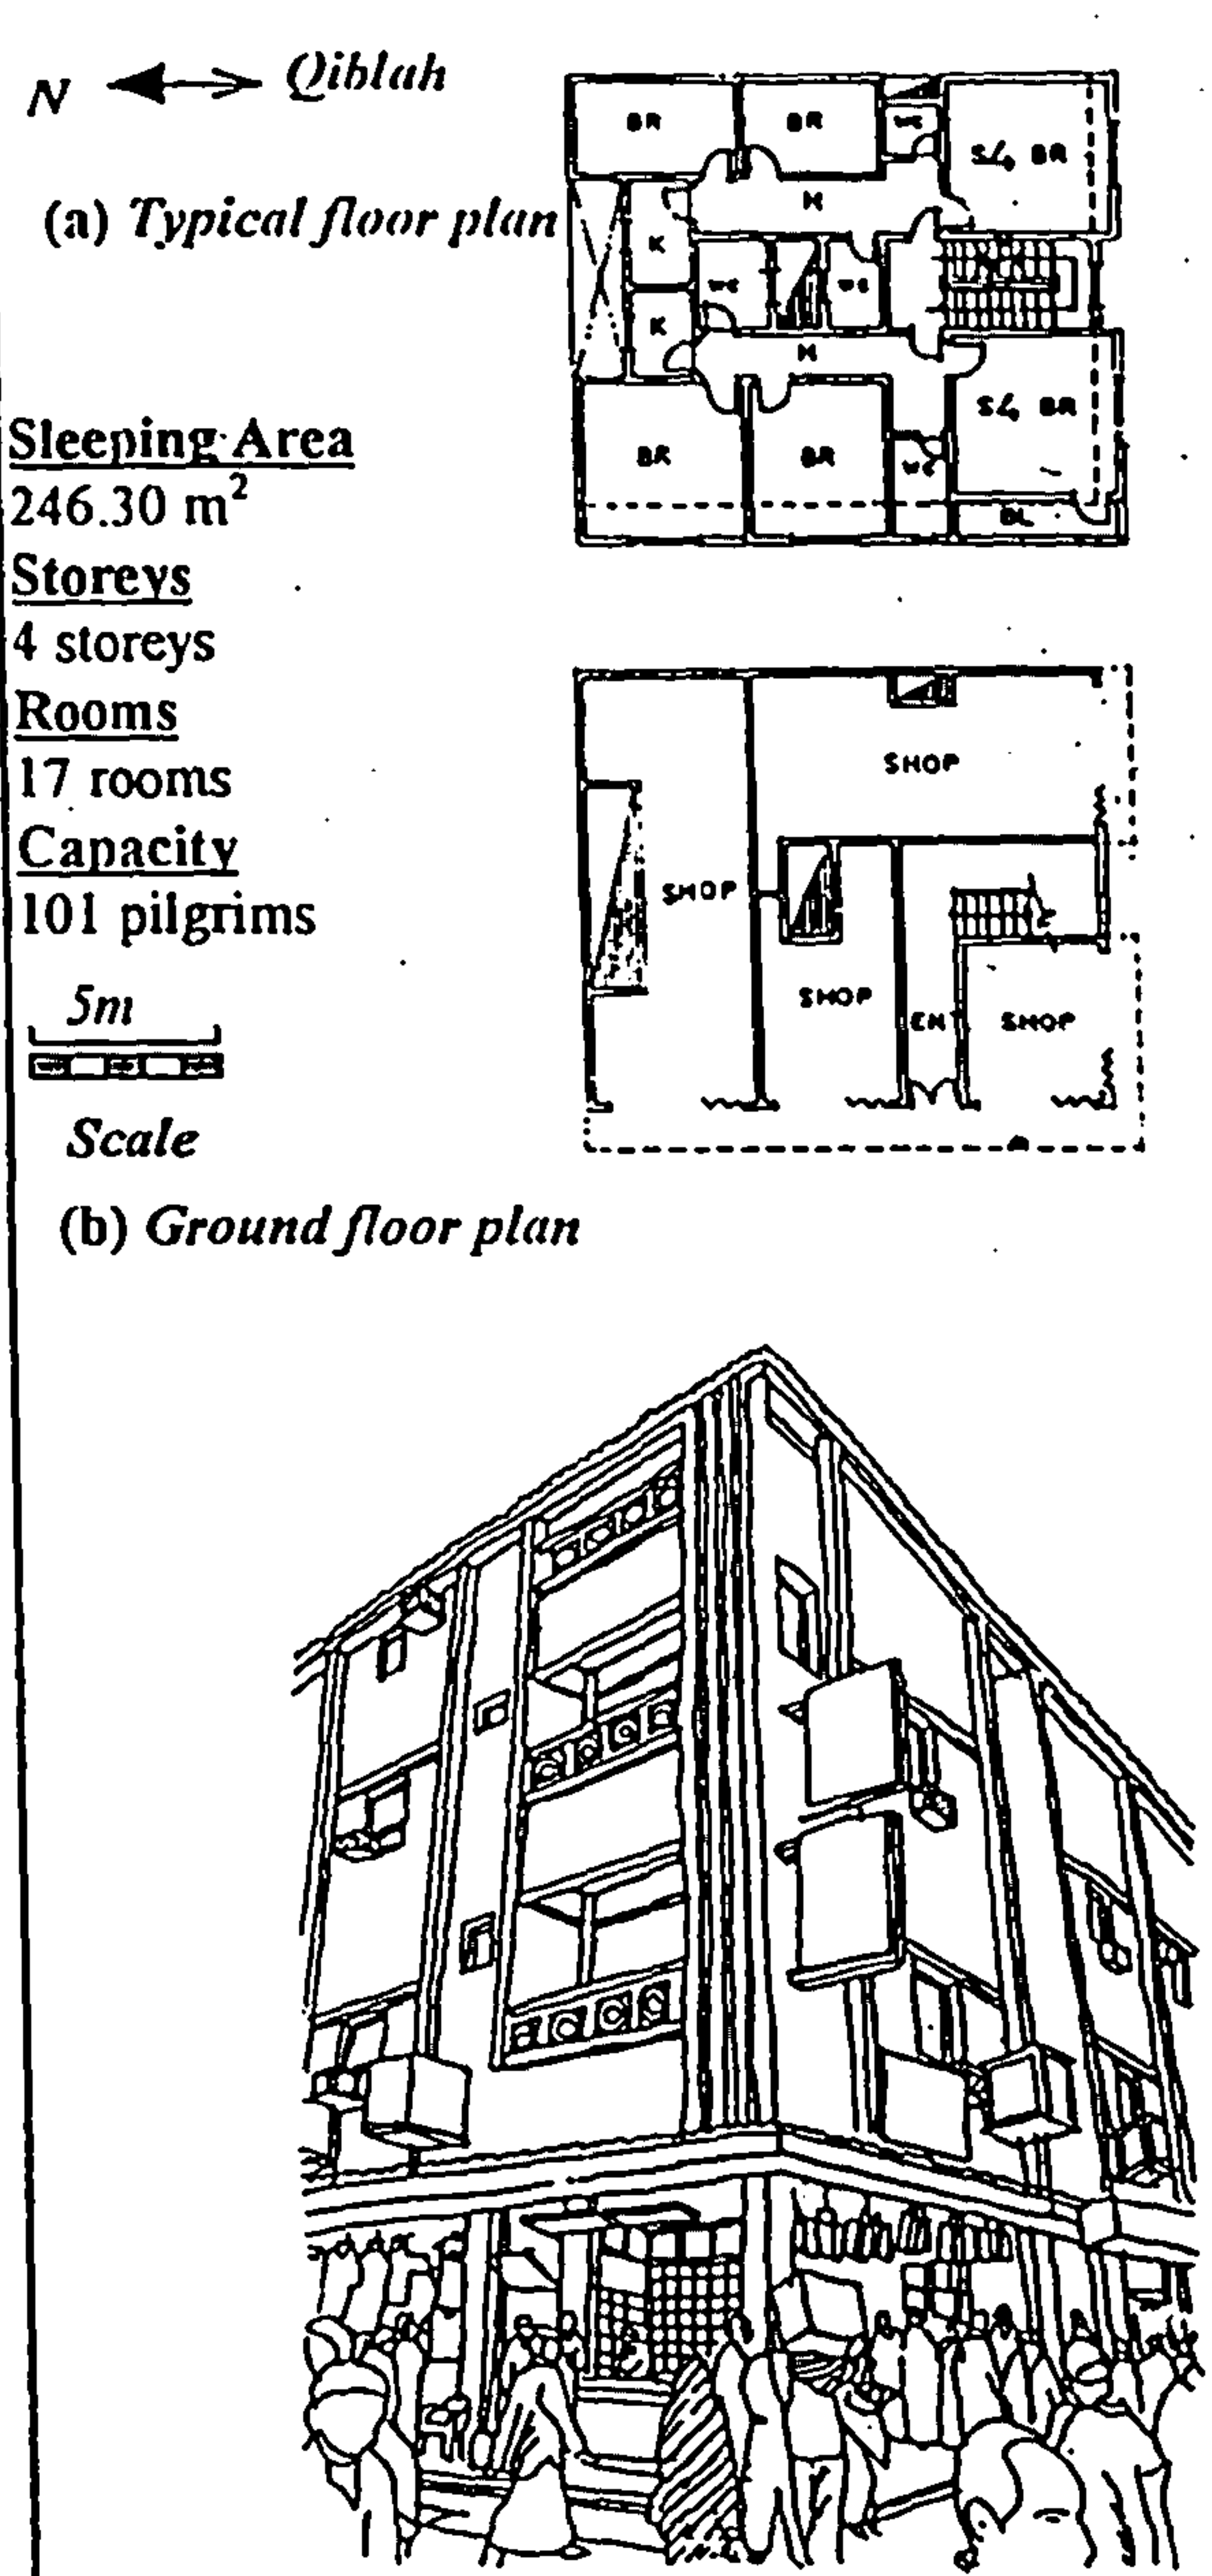 N Qiblah
(a) Typical floor plan
BR BR WC S/L BR
H
K
WC WC
K
H
S/L BR
BR BR WC
BL
Sleeping Area
246.30 m²
Storeys
4 storeys
Rooms
17 rooms
Capacity
101 pilgrims
5m
Scale
SHOP
SHOP
SHOP
EN SHOP
(b) Ground floor plan